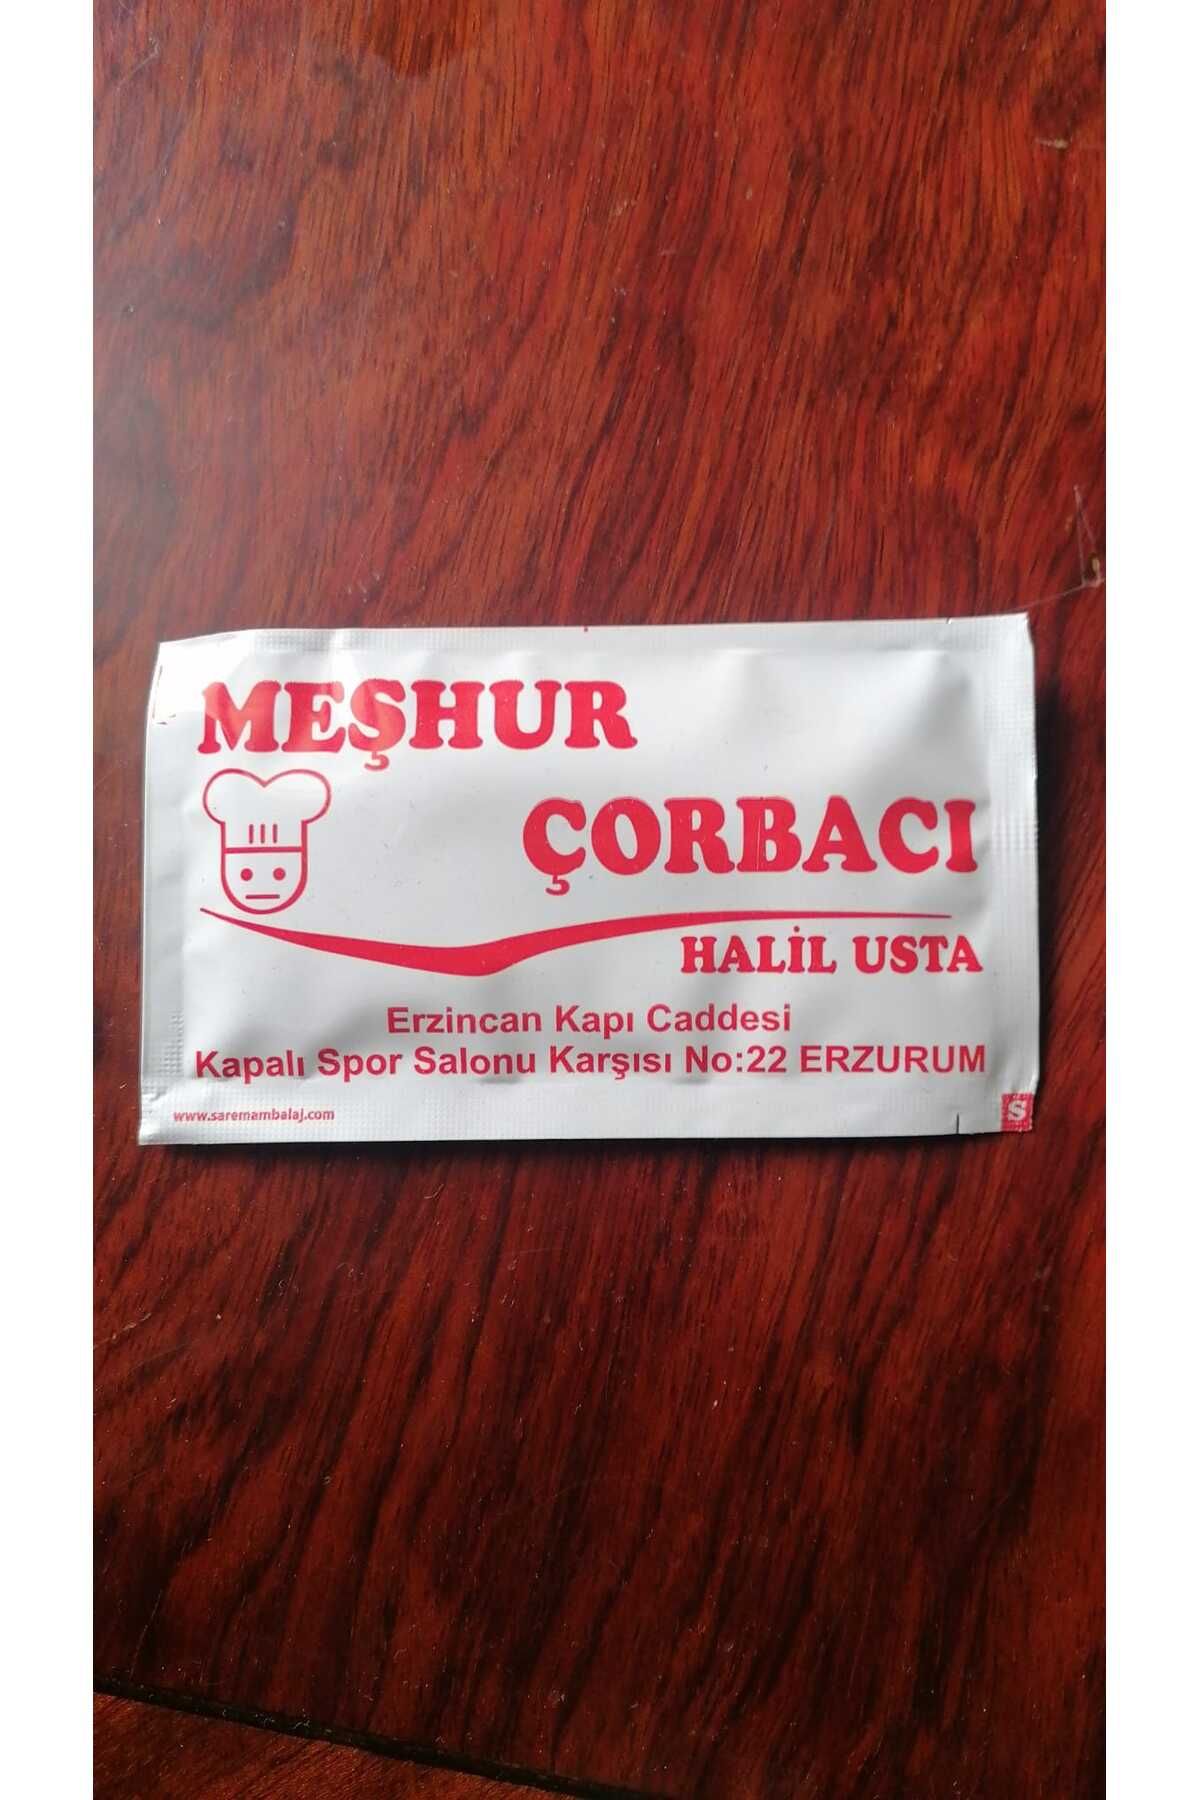 MEŞHUR
ÇORBACI
HALİL USTA
Erzincan Kapı Caddesi
Kapalı Spor Salonu Karşısı No:22 ERZURUM
www.saremambalaj.com
S